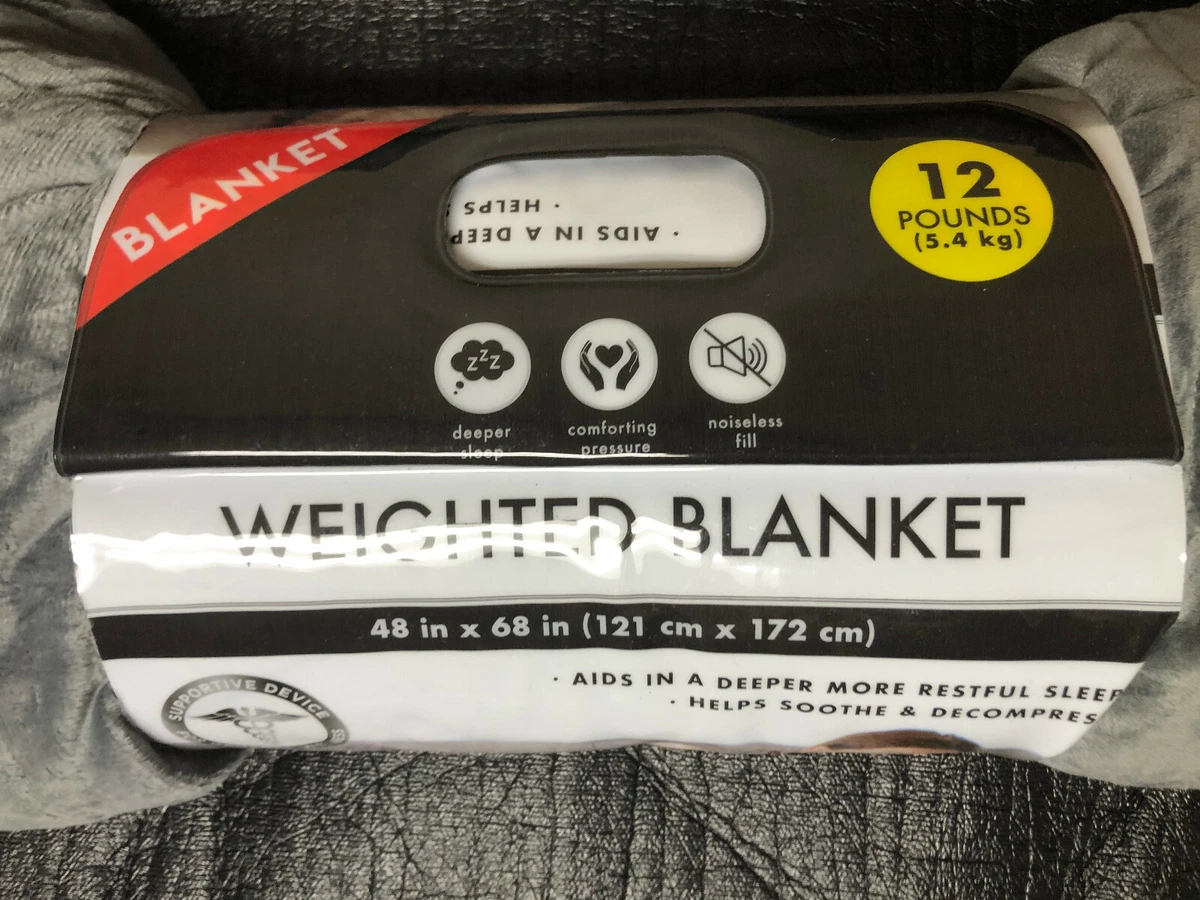 BLANKET
12
POUNDS
(5.4 kg)
· HELPS
· AIDS IN A DEEP
zzz
deeper
sleep
comforting
pressure
noiseless
fill
WEIGHTED BLANKET
48 in x 68 in (121 cm x 172 cm)
SUPPORTIVE DEVICE
· AIDS IN A DEEPER MORE RESTFUL SLEEP
· HELPS SOOTHE & DECOMPRES